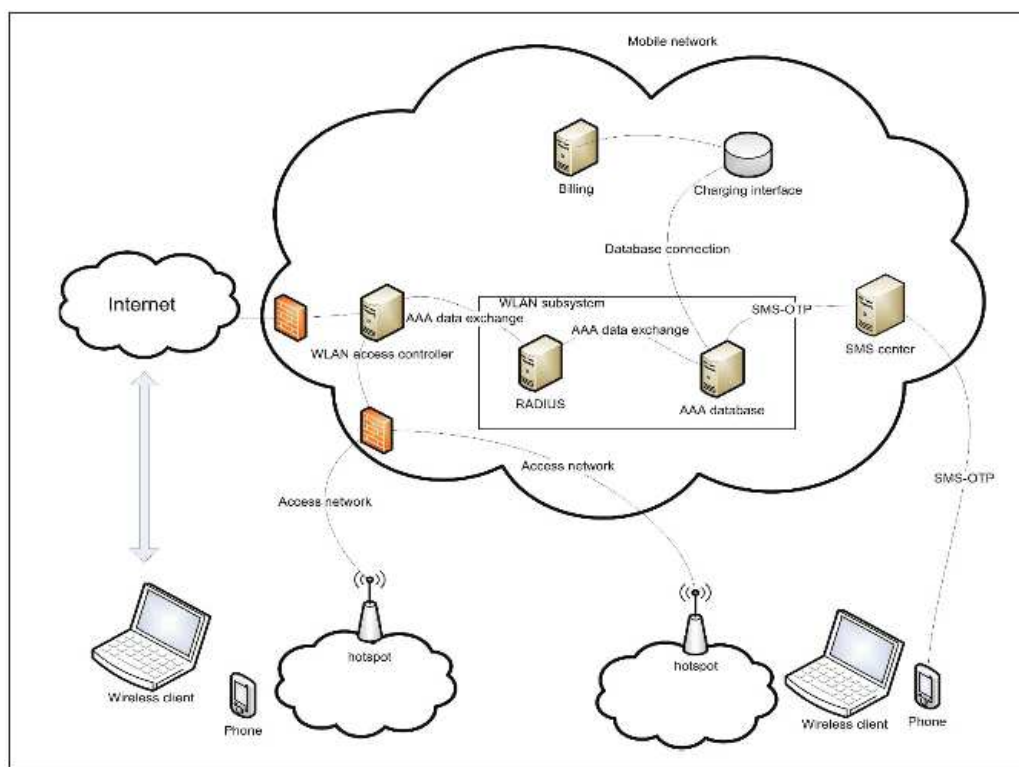 Mobile network
Billing
Charging interface
Database connection
Internet
WLAN subsystem
AAA data exchange
AAA data exchange
SMS-OTP
WLAN access controller
SMS center
RADIUS
AAA database
Access network
Access network
SMS-OTP
hotspot
hotspot
Wireless client
Phone
Wireless client
Phone